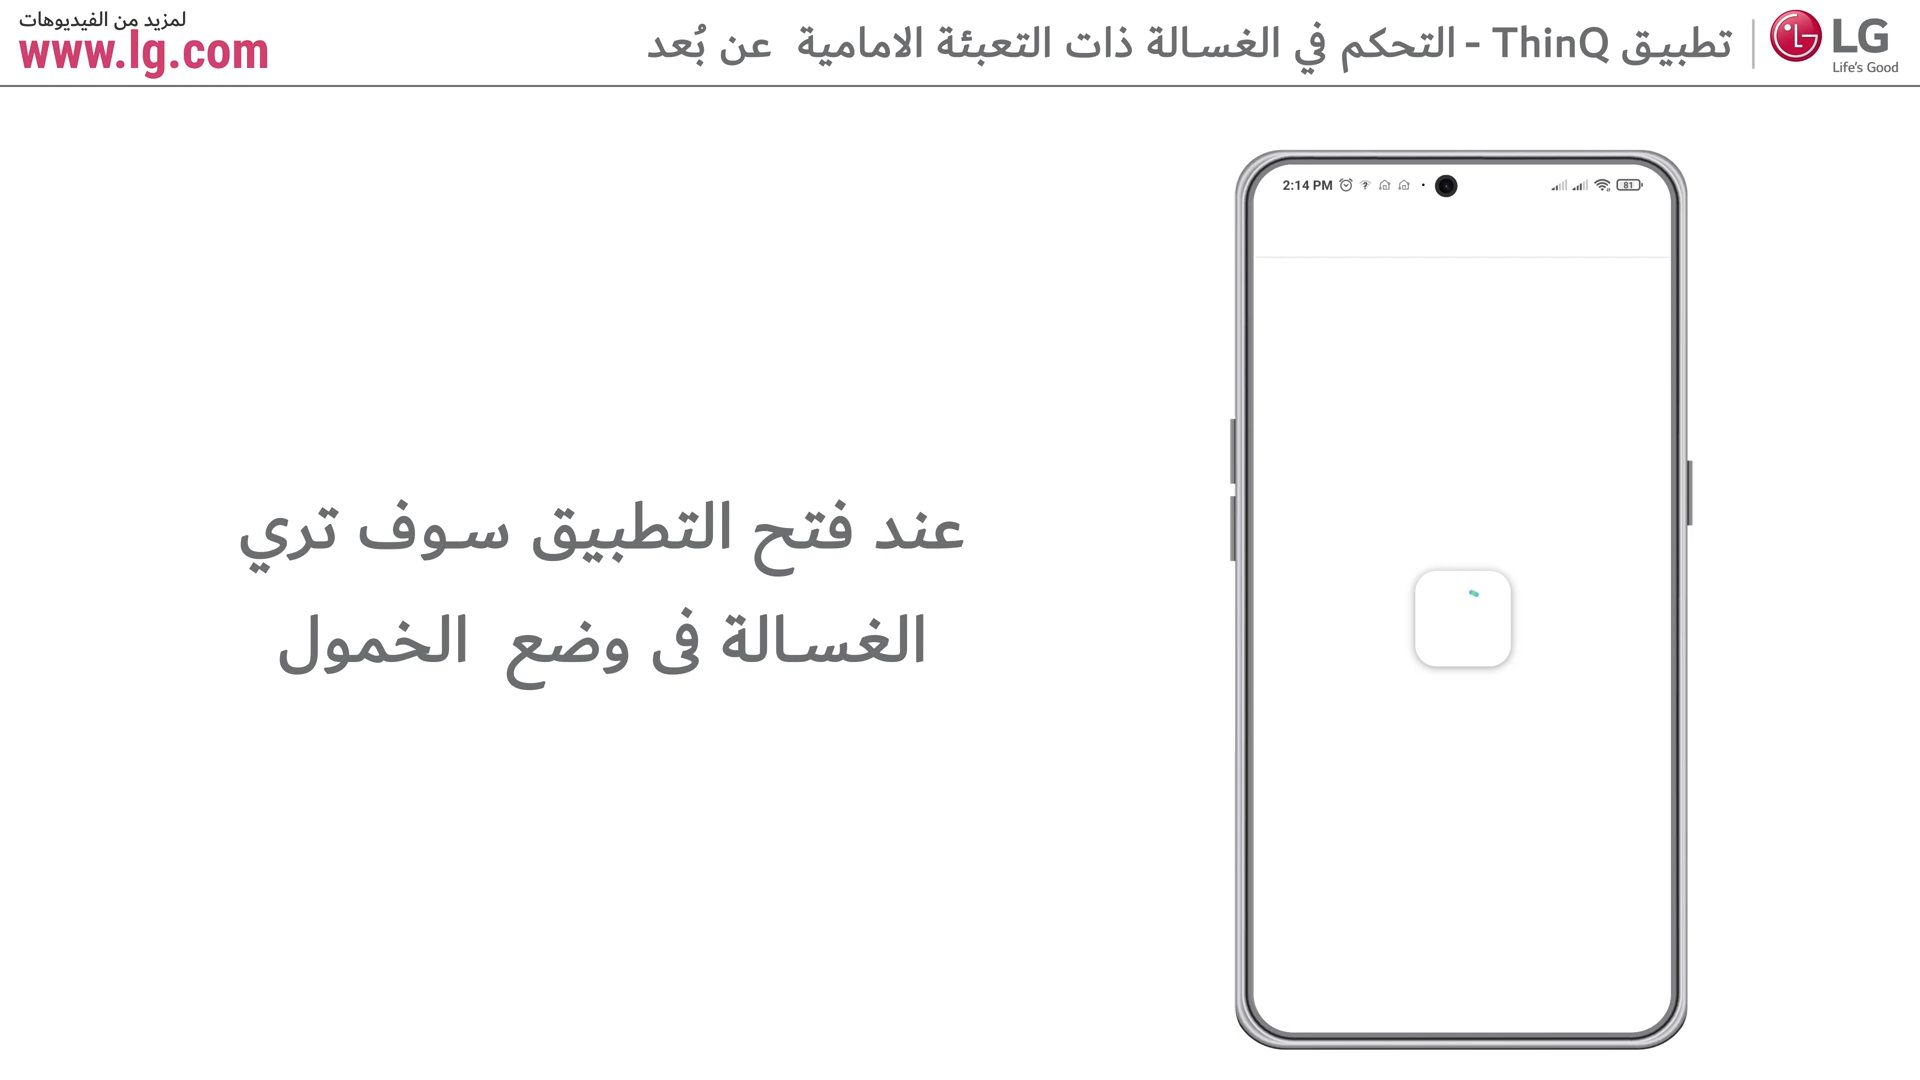 LG
Life's Good
تطبيق ThinQ - التحكم في الغسالة ذات التعبئة الامامية عن بُعد
لمزيد من الفيديوهات
www.lg.com
2:14 PM
81
عند فتح التطبيق سوف تري
الغسالة فى وضع الخمول